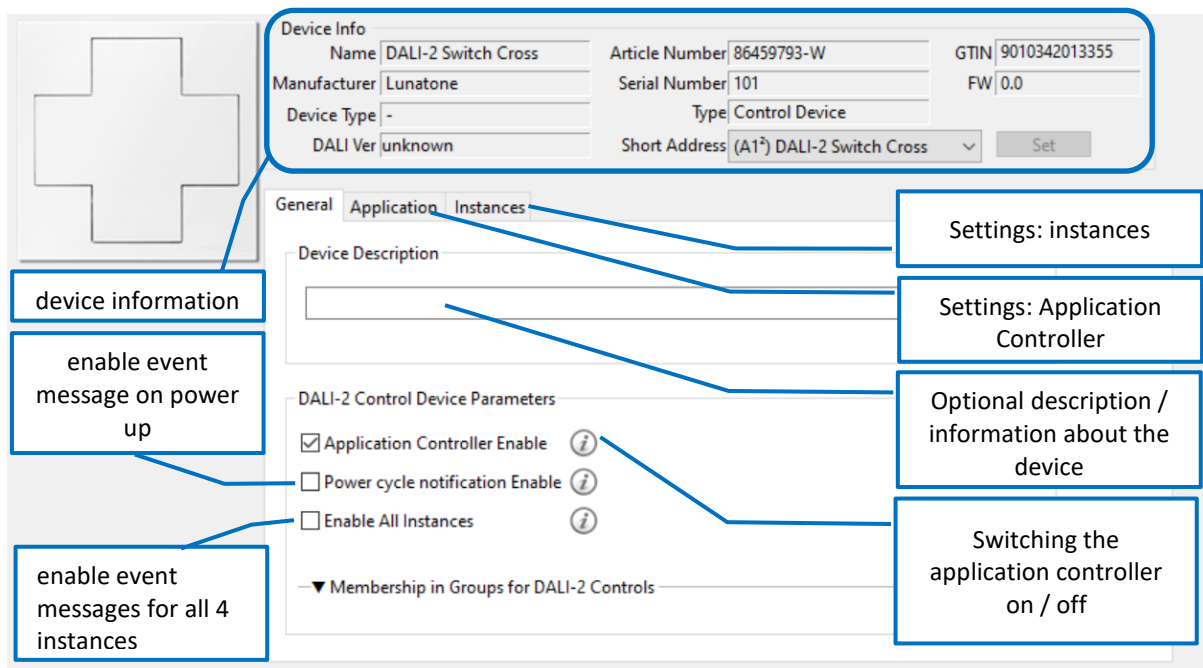 Device Info
Name DALI-2 Switch Cross Article Number 86459793-W GTIN 9010342013355
Manufacturer Lunatone Serial Number 101 FW 0.0
Device Type - Type Control Device
DALI Ver unknown Short Address (A1²) DALI-2 Switch Cross Set
General Application Instances
Settings: instances
Device Description
device information
Settings: Application
Controller
enable event
message on power
up
DALI-2 Control Device Parameters
Optional description /
information about the
device
Application Controller Enable
Power cycle notification Enable
Enable All Instances
Switching the
application controller
on / off
enable event
messages for all 4
instances
▼ Membership in Groups for DALI-2 Controls